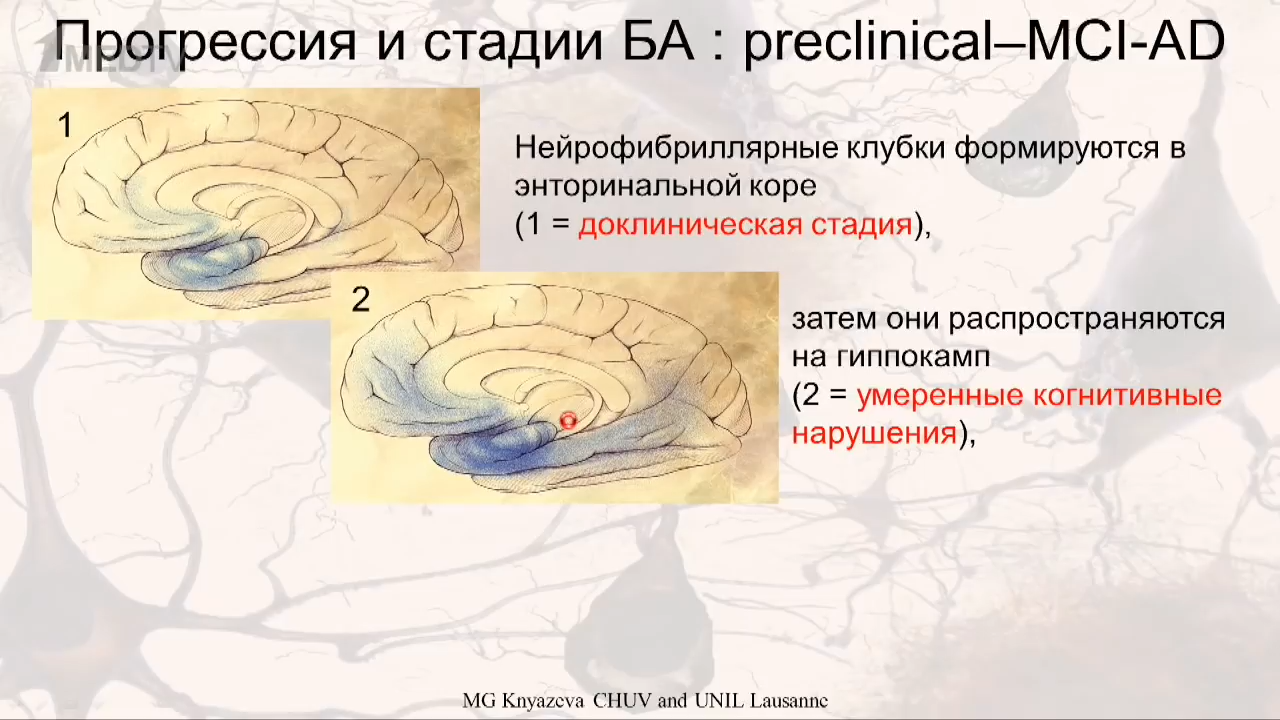 Прогрессия и стадии БА : preclinical–MCI-AD
1MEDTV
1
Нейрофибриллярные клубки формируются в
энторинальной коре
(1 = доклиническая стадия),
2
затем они распространяются
на гиппокамп
(2 = умеренные когнитивные
нарушения),
MG Knyazeva CHUV and UNIL Lausanne